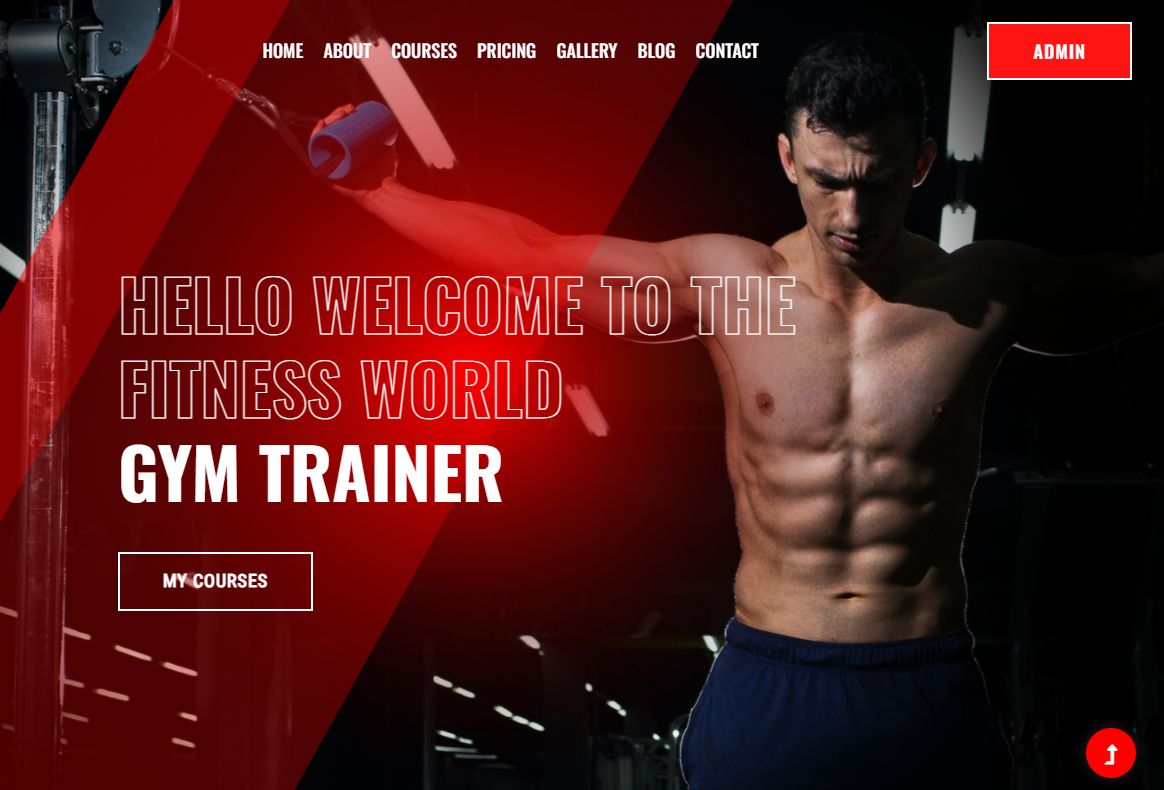 HOME ABOUT COURSES PRICING GALLERY BLOG CONTACT ADMIN
HELLO WELCOME TO THE
FITNESS WORLD
GYM TRAINER
MY COURSES